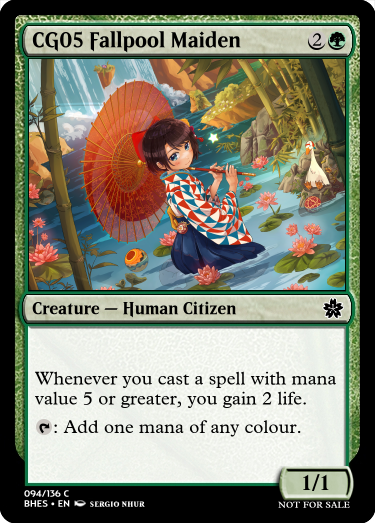 CG05 Fallpool Maiden 2
Creature — Human Citizen
Whenever you cast a spell with mana
value 5 or greater, you gain 2 life.
: Add one mana of any colour.
1/1
094/136 C
BHES • EN SERGIO NHUR
NOT FOR SALE